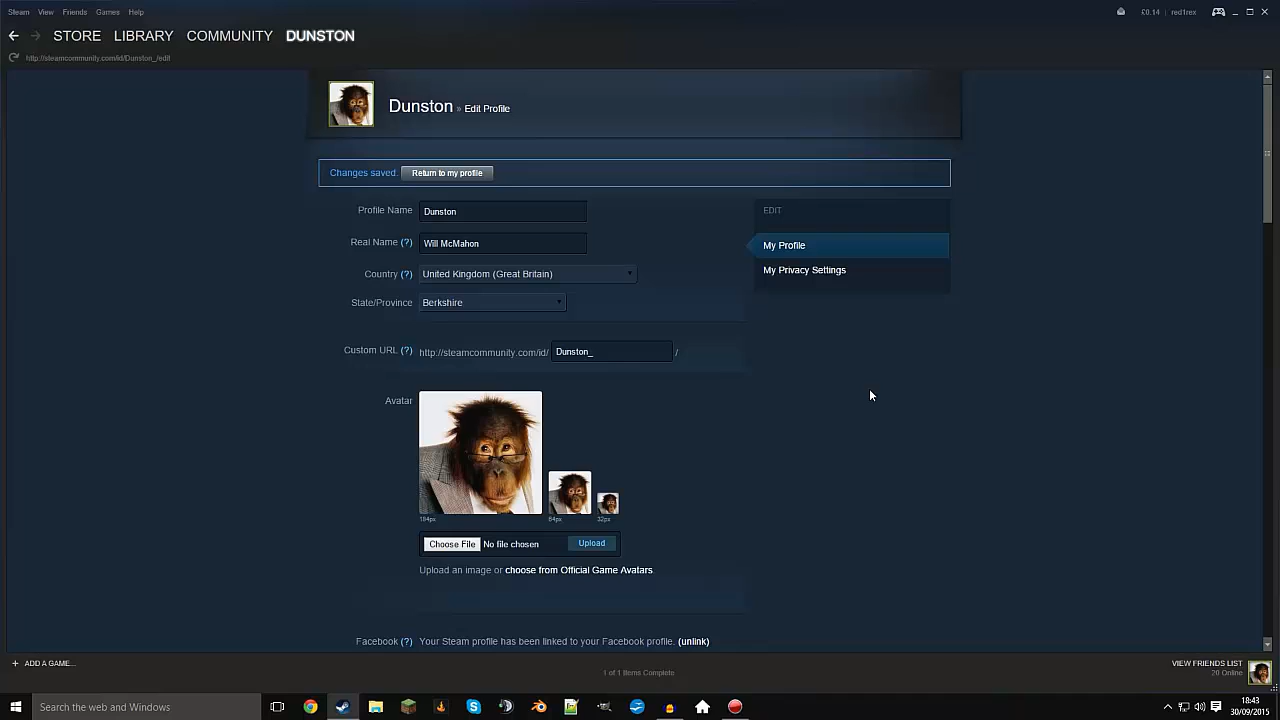 Steam View Friends Games Help £0.14 red1rex
STORE LIBRARY COMMUNITY DUNSTON
http://steamcommunity.com/id/Dunston_/edit
Dunston » Edit Profile
Changes saved. Return to my profile
Profile Name Dunston
EDIT
Real Name (?) Will McMahon
My Profile
Country (?) United Kingdom (Great Britain)
My Privacy Settings
State/Province Berkshire
Custom URL (?) http://steamcommunity.com/id/ Dunston_ /
Avatar
184px 64px 32px
Choose File No file chosen Upload
Upload an image or choose from Official Game Avatars.
Facebook (?) Your Steam profile has been linked to your Facebook profile. (unlink)
+ ADD A GAME...
1 of 1 Items Complete
VIEW FRIENDS LIST
20 Online
Search the web and Windows
18:43
30/09/2015